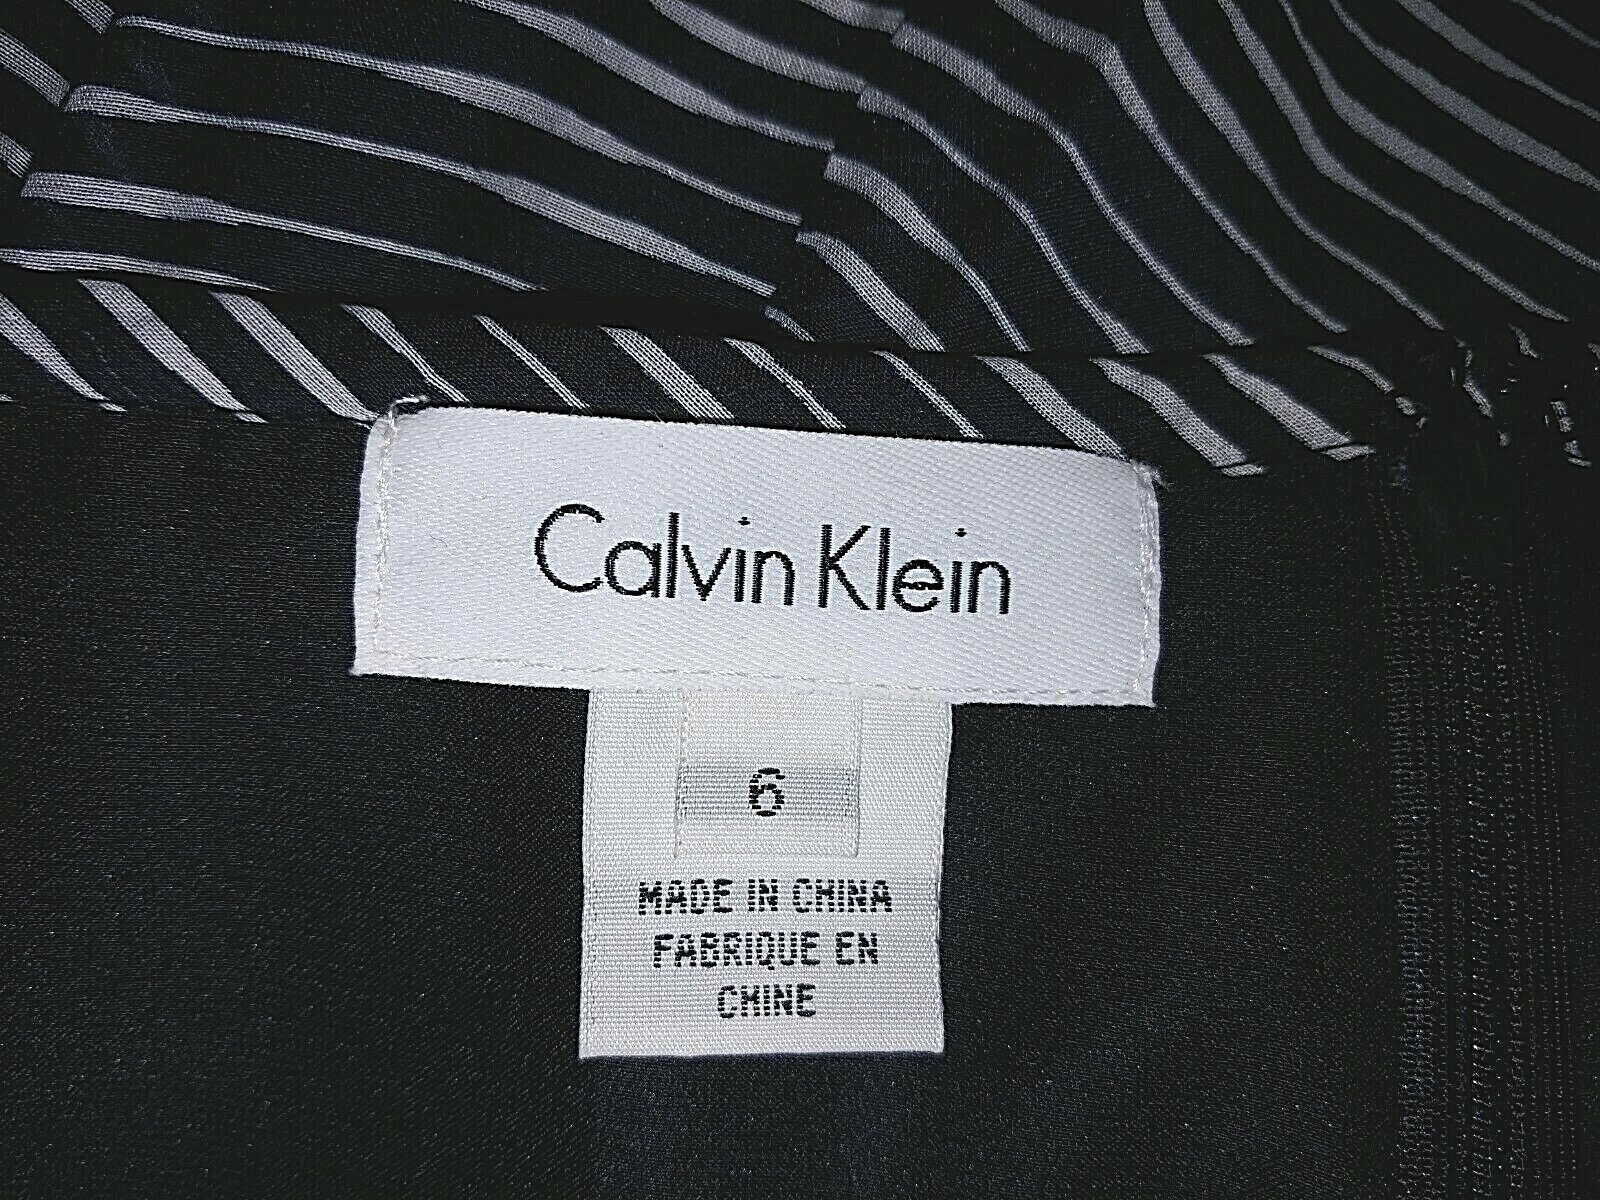 Calvin Klein
6
MADE IN CHINA
FABRIQUE EN
CHINE